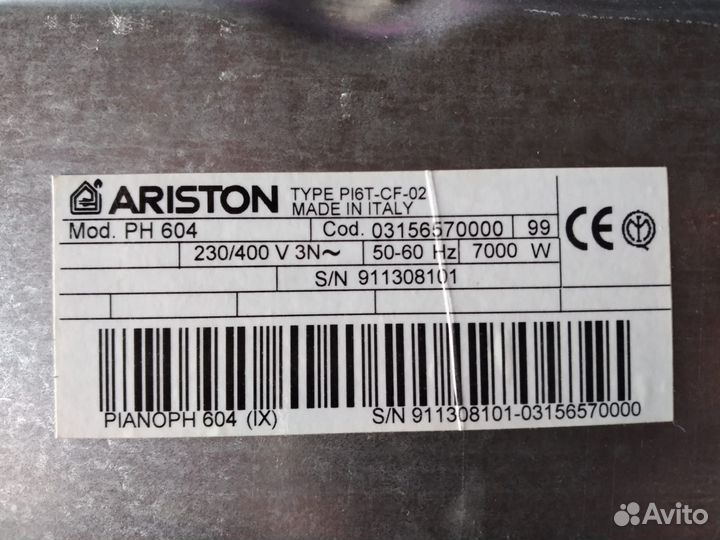 ARISTON TYPE PI6T-CF-02
MADE IN ITALY
Mod. PH 604 Cod. 03156570000 99
230/400 V 3N~ 50-60 Hz 7000 W
S/N 911308101
CE
PIANOPH 604 (IX) S/N 911308101-03156570000
Avito